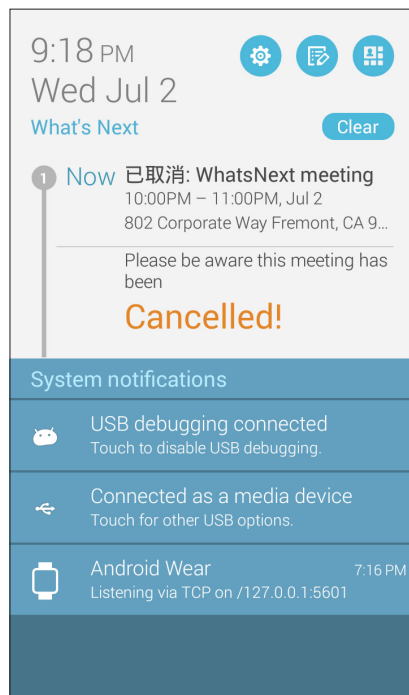 9:18 PM
Wed Jul 2
What's Next
Clear
1
Now
已取消: WhatsNext meeting
10:00PM – 11:00PM, Jul 2
802 Corporate Way Fremont, CA 9...
Please be aware this meeting has
been
Cancelled!
System notifications
USB debugging connected
Touch to disable USB debugging.
Connected as a media device
Touch for other USB options.
Android Wear
7:16 PM
Listening via TCP on /127.0.0.1:5601